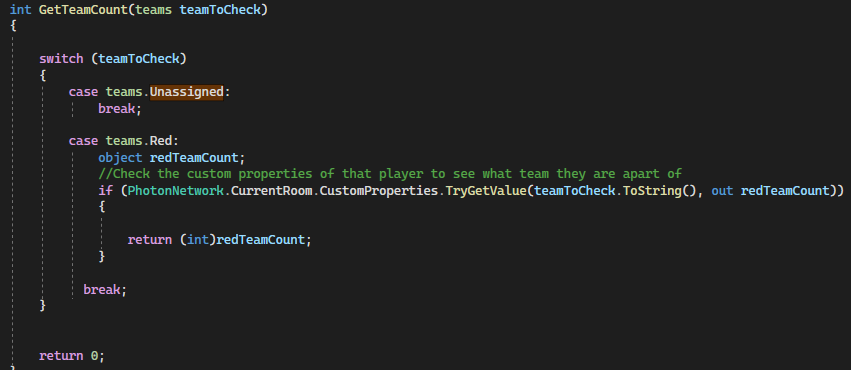 int GetTeamCount(teams teamToCheck)
{
switch (teamToCheck)
{
case teams.Unassigned:
break;
case teams.Red:
object redTeamCount;
//Check the custom properties of that player to see what team they are apart of
if (PhotonNetwork.CurrentRoom.CustomProperties.TryGetValue(teamToCheck.ToString(), out redTeamCount))
{
return (int)redTeamCount;
}
break;
}
return 0;
}